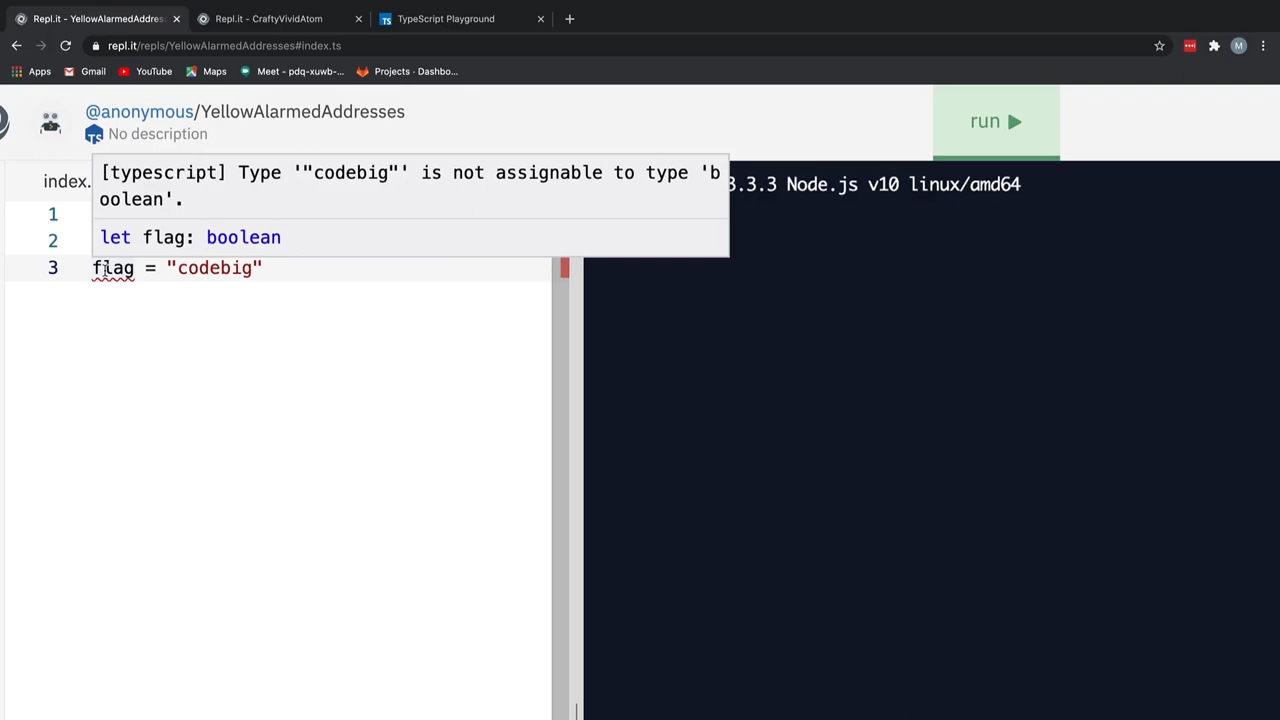 Repl.it - YellowAlarmedAddres
Repl.it - CraftyVividAtom
TS TypeScript Playground
repl.it/repls/YellowAlarmedAddresses#index.ts
M
Apps Gmail YouTube Maps Meet - pdq-xuwb-... Projects · Dashbo...
@anonymous/YellowAlarmedAddresses
TS No description
run
index.
[typescript] Type '"codebig"' is not assignable to type 'b
oolean'.
let flag: boolean
3.3.3 Node.js v10 linux/amd64
1
2
3 flag = "codebig"